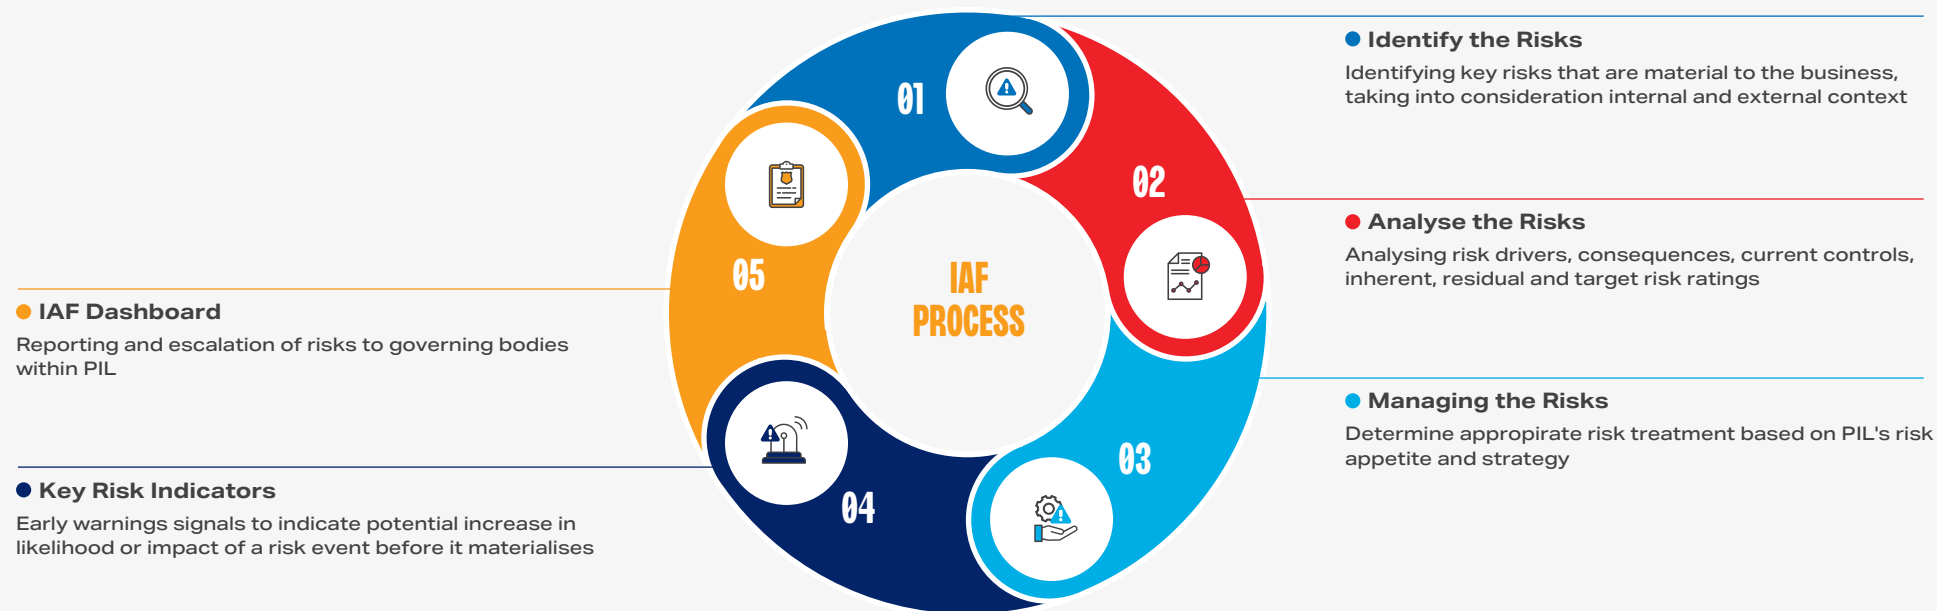 01
Identify the Risks
Identifying key risks that are material to the business,
taking into consideration internal and external context
02
Analyse the Risks
Analysing risk drivers, consequences, current controls,
inherent, residual and target risk ratings
03
Managing the Risks
Determine appropirate risk treatment based on PIL's risk
appetite and strategy
04
Key Risk Indicators
Early warnings signals to indicate potential increase in
likelihood or impact of a risk event before it materialises
05
IAF Dashboard
Reporting and escalation of risks to governing bodies
within PIL
IAF
PROCESS